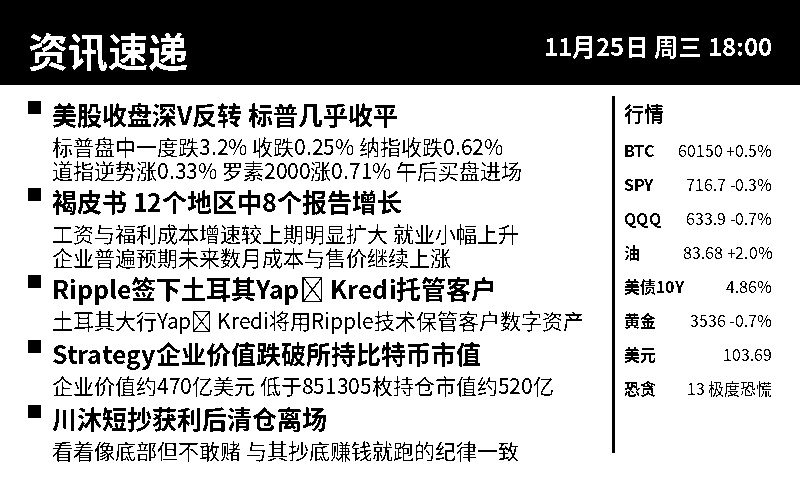 资讯速递
11月25日 周三 18:00
美股收盘深V反转 标普几乎收平
标普盘中一度跌3.2% 收跌0.25% 纳指收跌0.62%
道指逆势涨0.33% 罗素2000涨0.71% 午后买盘进场
褐皮书 12个地区中8个报告增长
工资与福利成本增速较上期明显扩大 就业小幅上升
企业普遍预期未来数月成本与售价继续上涨
Ripple签下土耳其Yap Kredi托管客户
土耳其大行Yap Kredi将用Ripple技术保管客户数字资产
Strategy企业价值跌破所持比特币市值
企业价值约470亿美元 低于851305枚持仓市值约520亿
川沐短抄获利后清仓离场
看着像底部但不敢赌 与其抄底赚钱就跑的纪律一致
行情
BTC 60150 +0.5%
SPY 716.7 -0.3%
QQQ 633.9 -0.7%
油 83.68 +2.0%
美债10Y 4.86%
黄金 3536 -0.7%
美元 103.69
恐贪 13 极度恐慌